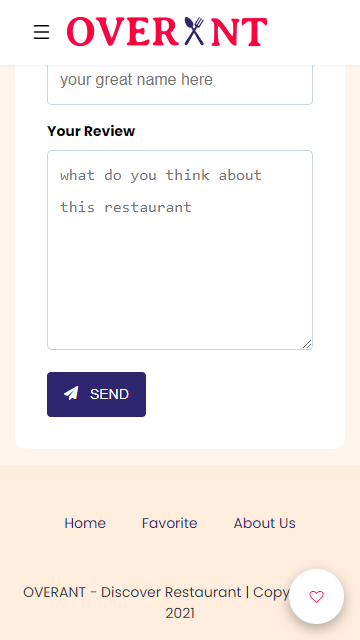 OVERANT
your great name here
Your Review
what do you think about
this restaurant
SEND
Home Favorite About Us
OVERANT - Discover Restaurant | Copy
2021